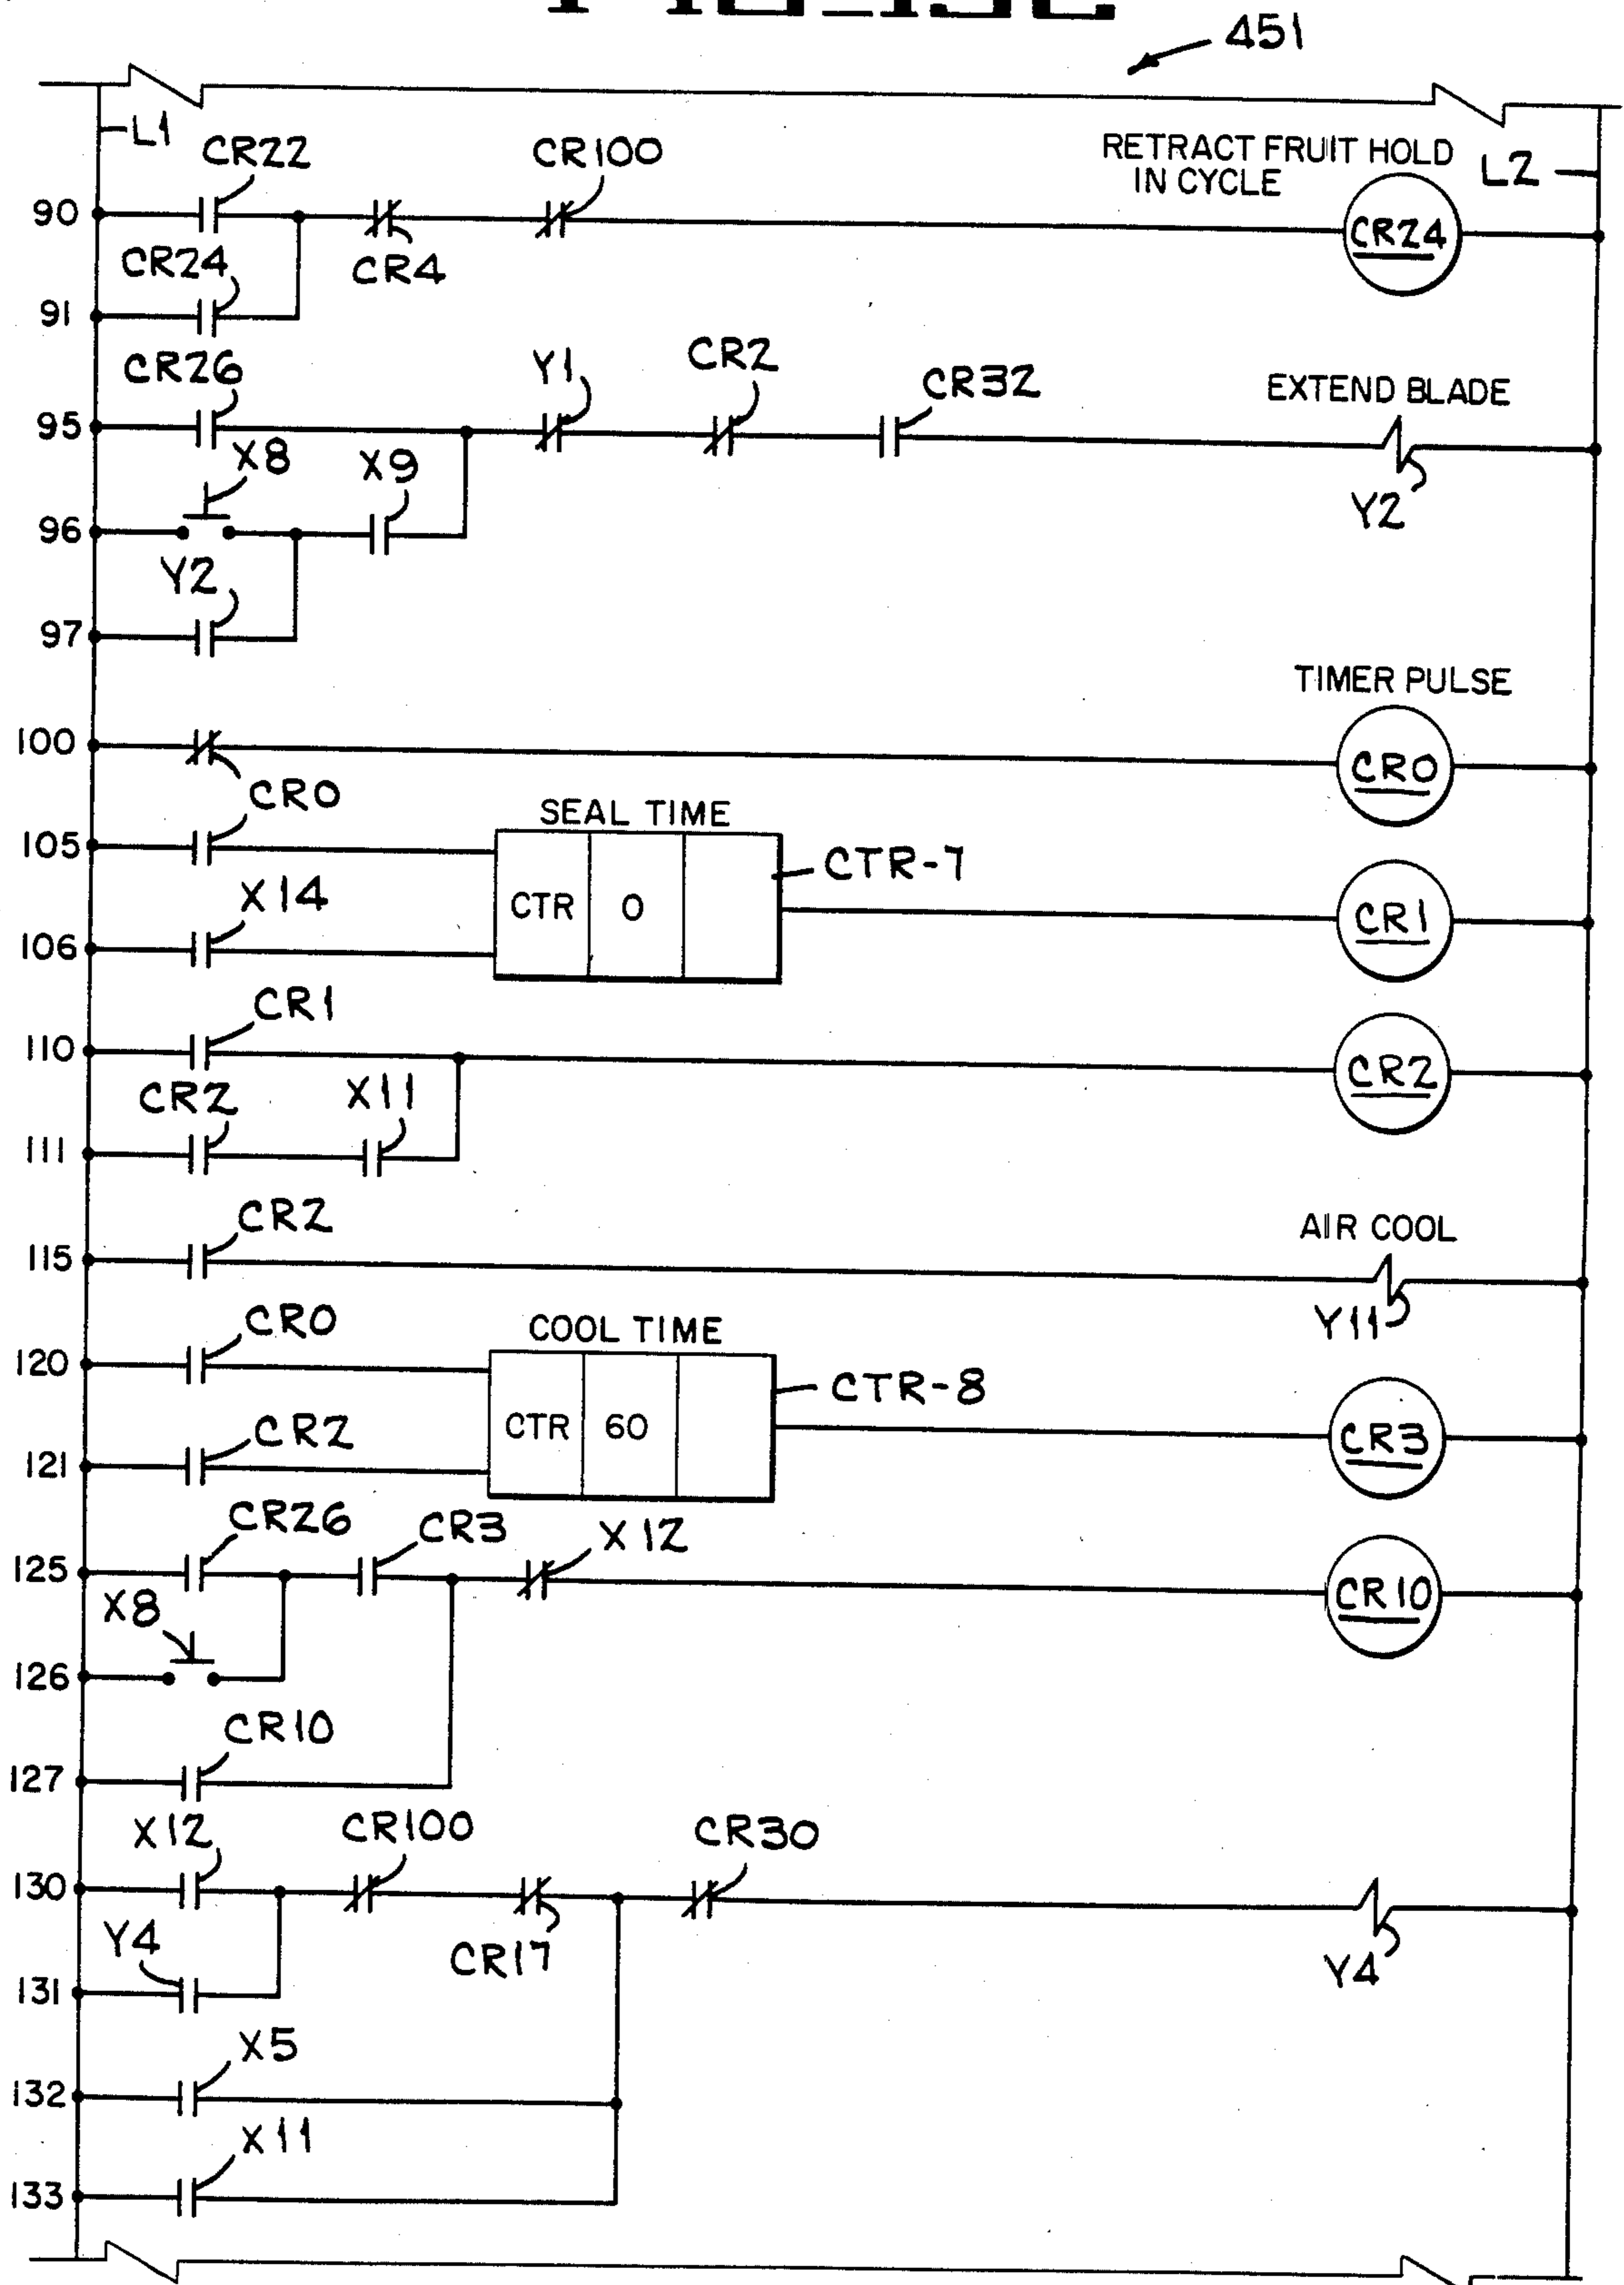 451
L1
CR22
CR100
RETRACT FRUIT HOLD
IN CYCLE
L2
90
CR24
CR24
CR4
91
CR26
Y1
CR2
CR32
EXTEND BLADE
95
X8
X9
Y2
96
Y2
97
TIMER PULSE
100
CR0
CR0
SEAL TIME
105
CTR-7
X14
CTR
0
CR1
106
CR1
110
CR2
CR2
X11
111
CR2
AIR COOL
115
Y11
CR0
COOL TIME
120
CTR-8
CR2
CTR
60
CR3
121
CR26
CR3
X12
125
X8
CR10
126
CR10
127
X12
CR100
CR30
130
Y4
CR17
Y4
131
X5
132
X11
133